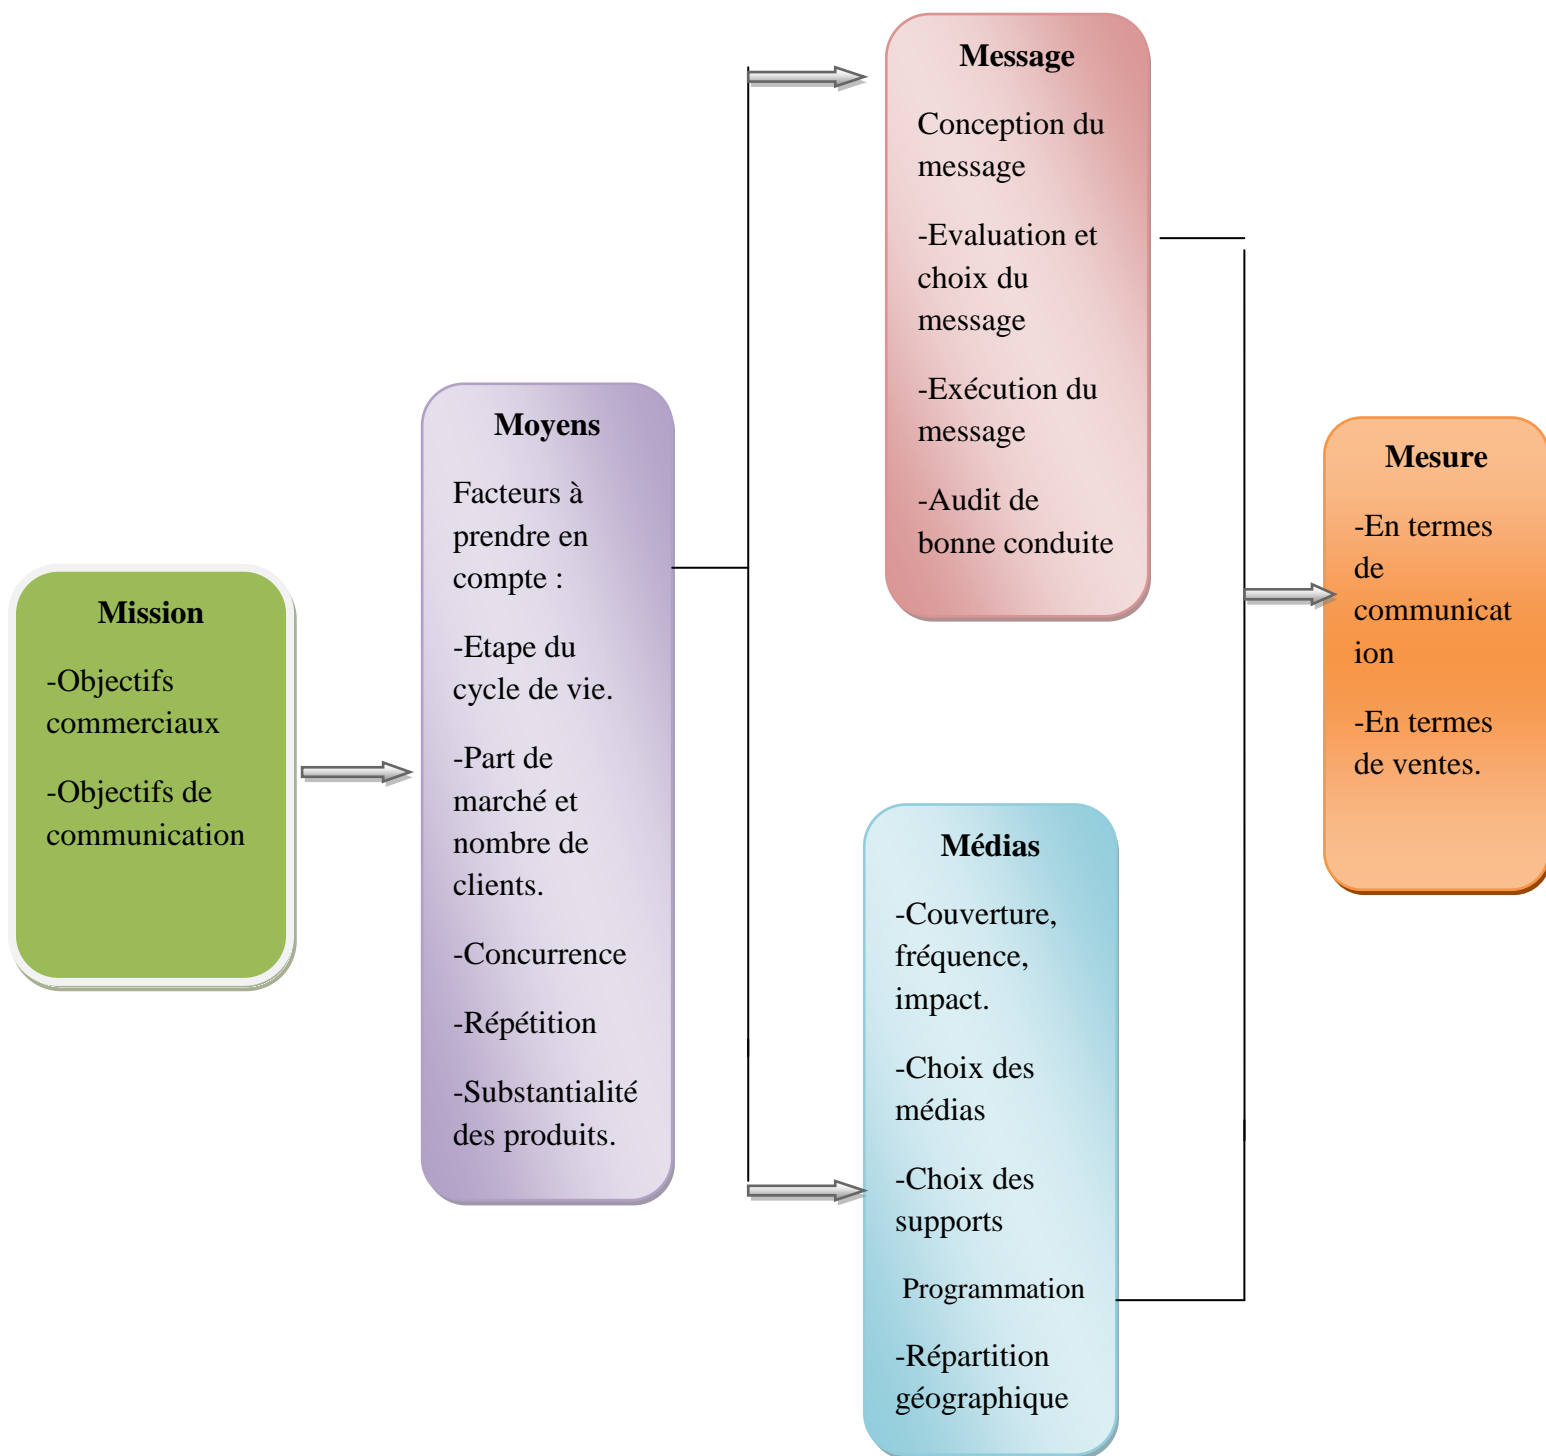 Mission
-Objectifs
commerciaux
-Objectifs de
communication
Moyens
Facteurs à
prendre en
compte :
-Etape du
cycle de vie.
-Part de
marché et
nombre de
clients.
-Concurrence
-Répétition
-Substantialité
des produits.
Message
Conception du
message
-Evaluation et
choix du
message
-Exécution du
message
-Audit de
bonne conduite
Médias
-Couverture,
fréquence,
impact.
-Choix des
médias
-Choix des
supports
Programmation
-Répartition
géographique
Mesure
-En termes
de
communicat
ion
-En termes
de ventes.